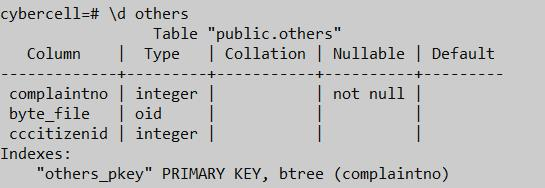 cybercell=# \d others
Table "public.others"
Column | Type | Collation | Nullable | Default
-------------+---------+-----------+----------+---------
complaintno | integer | | not null |
byte_file | oid | | |
cccitizenid | integer | | |
Indexes:
"others_pkey" PRIMARY KEY, btree (complaintno)